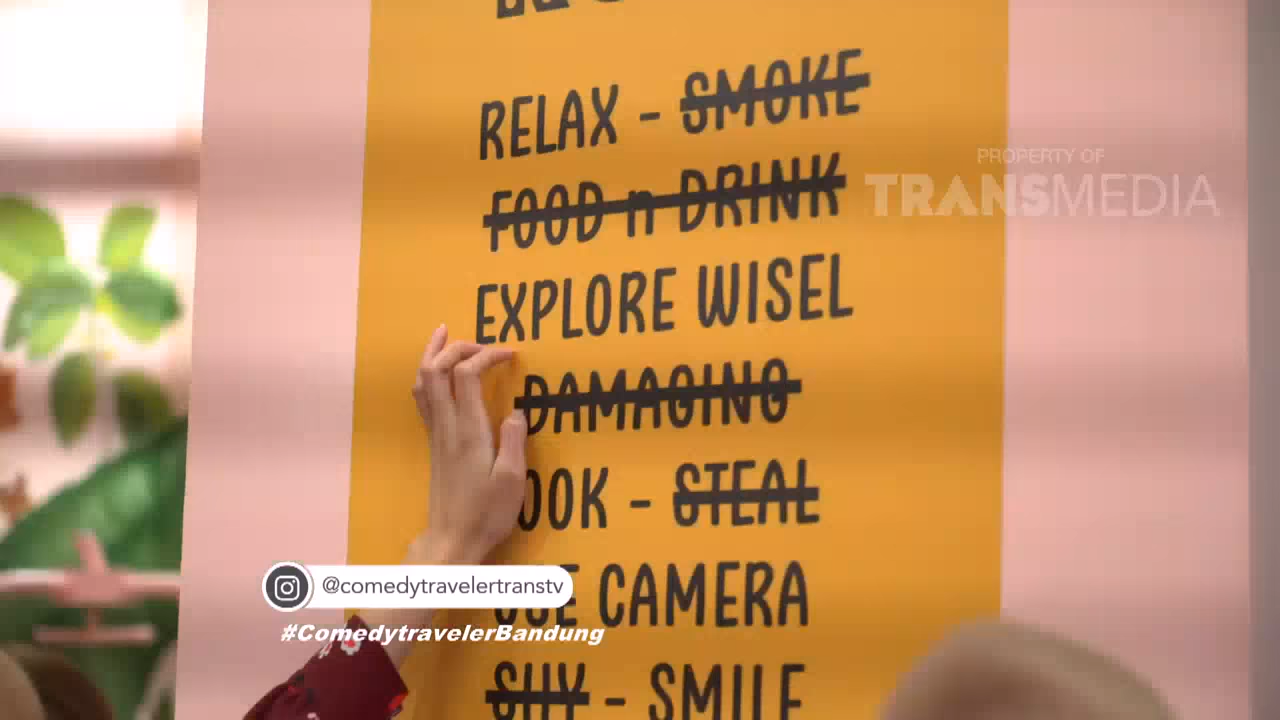 RELAX - SMOKE
PROPERTY OF
TRANSMEDIA
FOOD n DRINK
EXPLORE WISEL
DAMAGING
OOK - STEAL
@comedytravelertranstv
CAMERA
#ComedytravelerBandung
SHY - SMILE